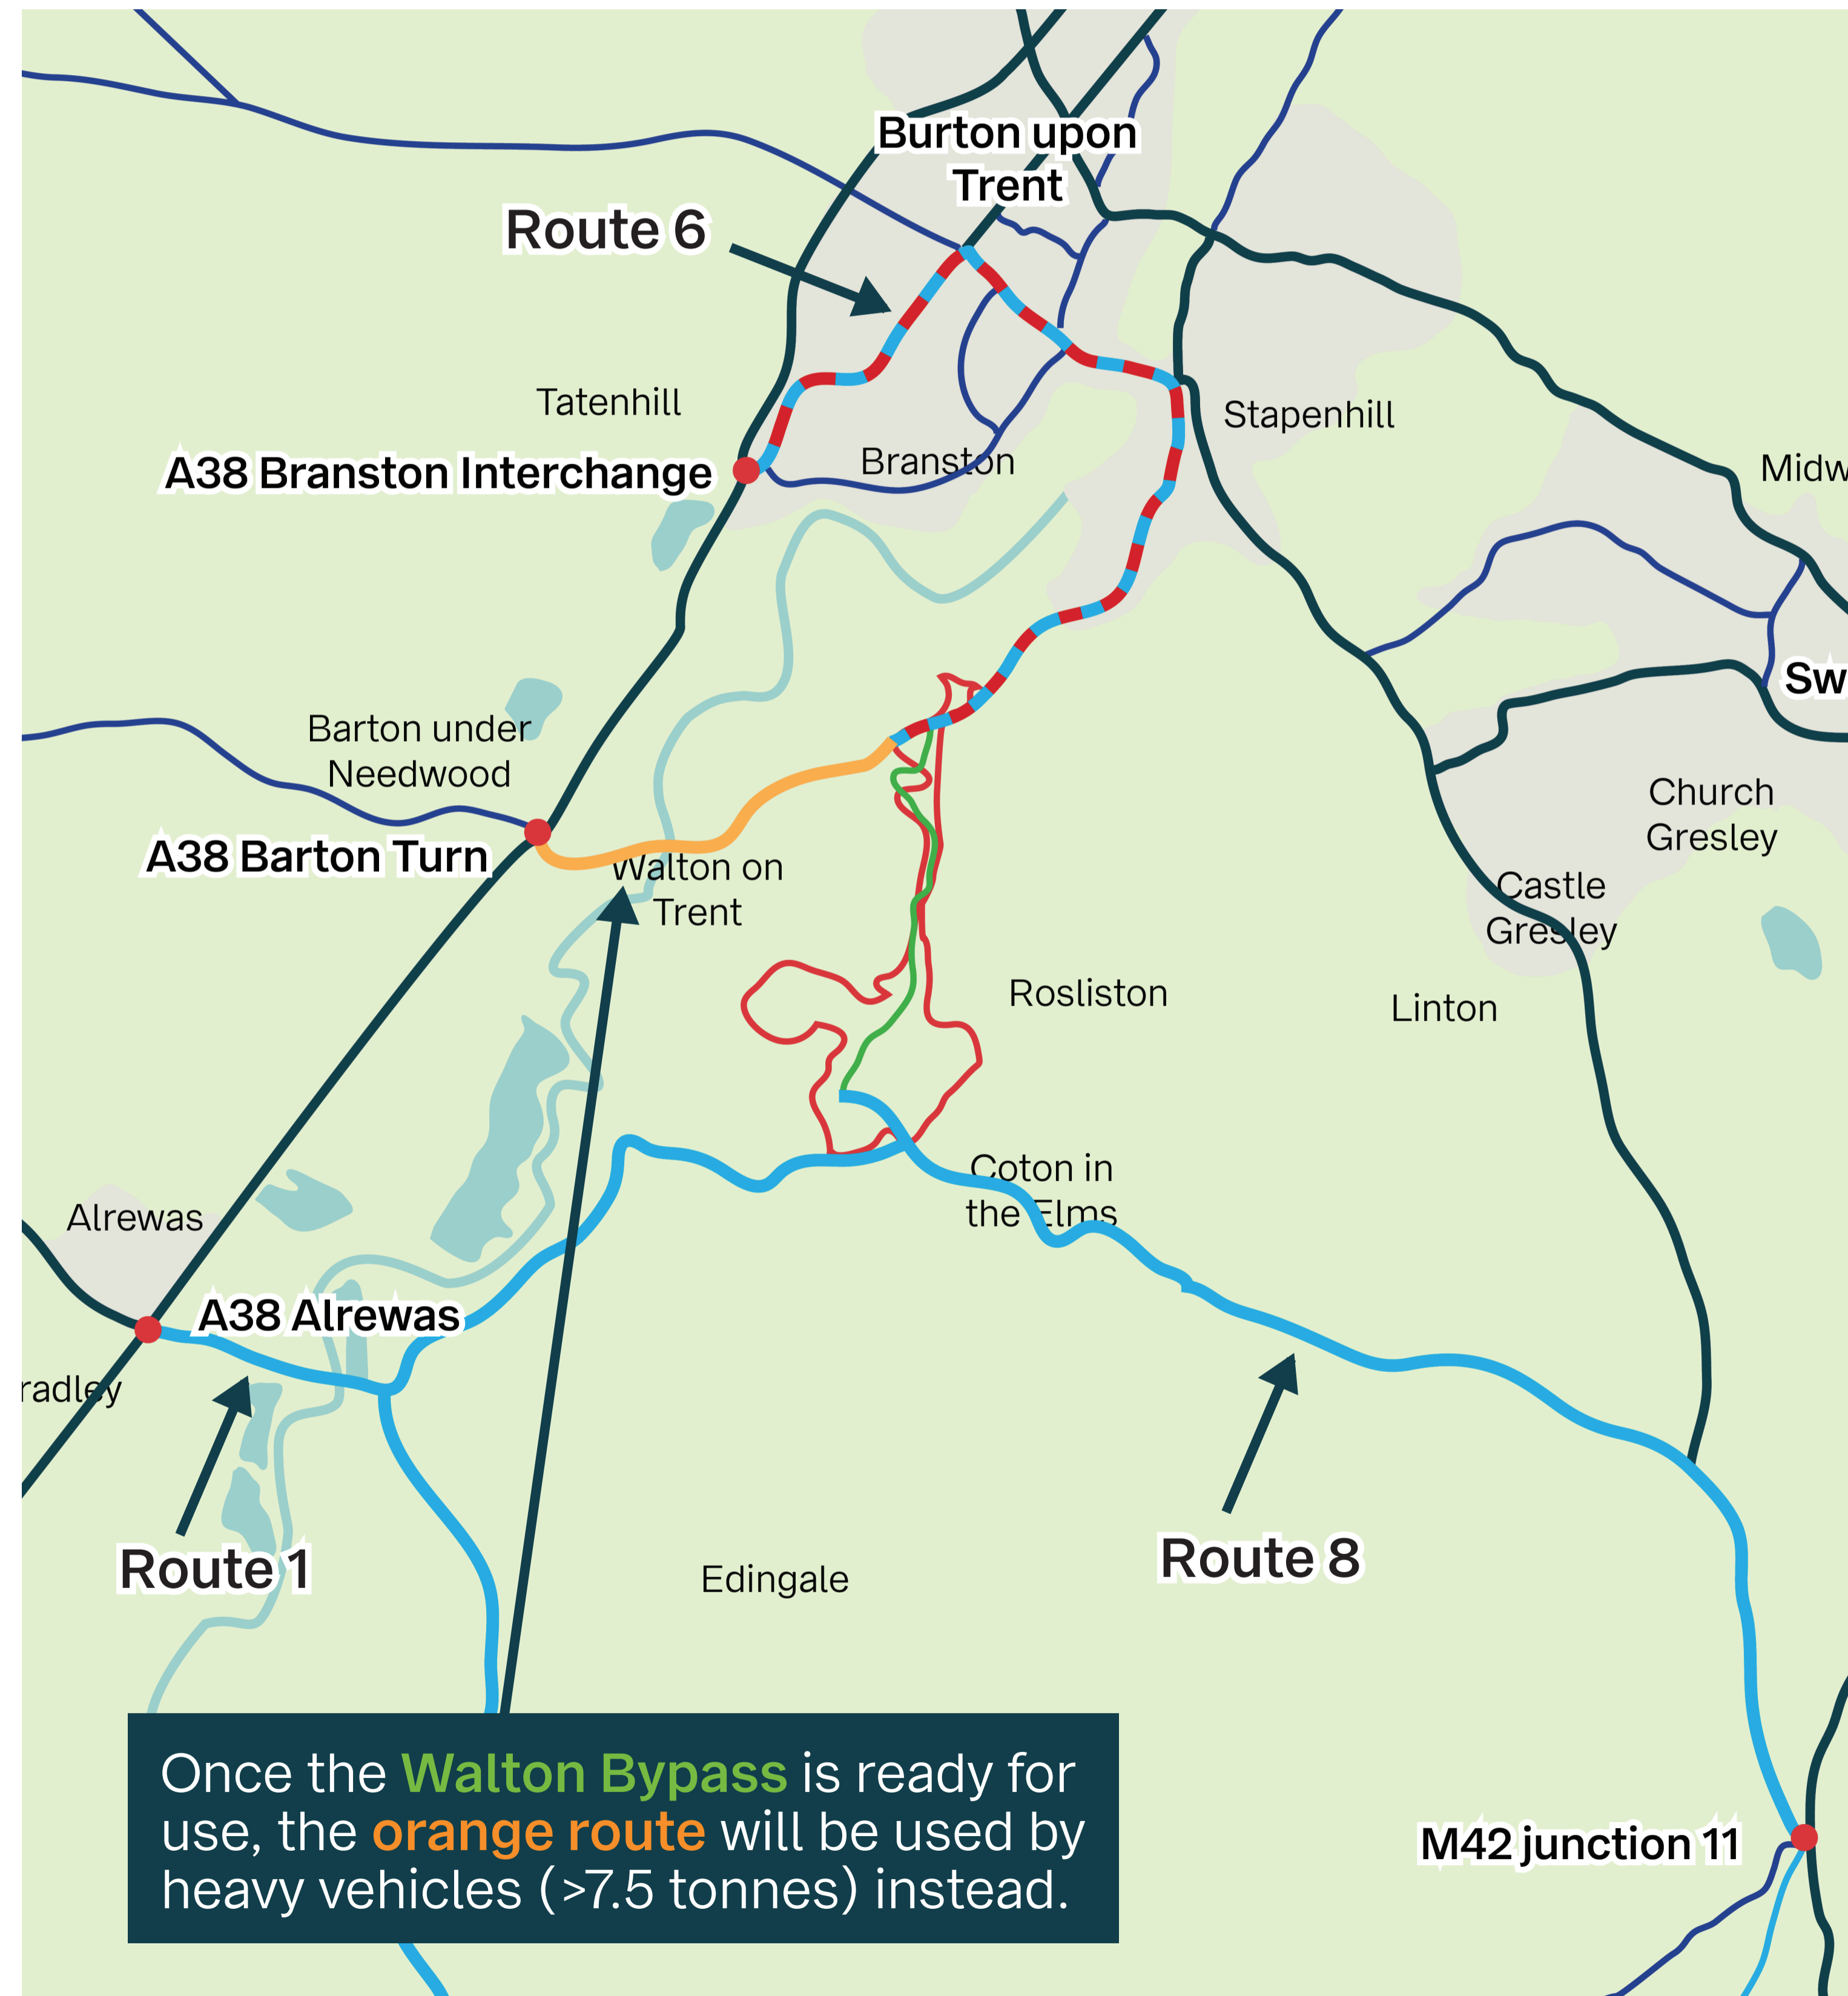 Burton upon
Trent
Route 6
Tatenhill
Stapenhill
A38 Branston Interchange
Branston
Midw
Sw
Barton under
Needwood
Church
Gresley
A38 Barton Turn
Walton on
Trent
Castle
Gresley
Rosliston
Linton
Coton in
the Elms
Alrewas
A38 Alrewas
radley
Route 1
Route 8
Edingale
Once the Walton Bypass is ready for
use, the orange route will be used by
heavy vehicles (>7.5 tonnes) instead.
M42 junction 11